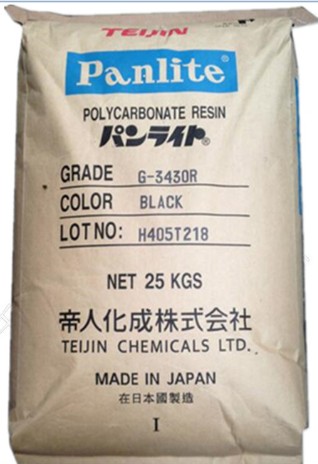 TEIJIN
Panlite®
POLYCARBONATE RESIN
パンライト®
GRADE G-3430R
COLOR BLACK
LOT NO: H405T218
NET 25 KGS
帝人化成株式会社
TEIJIN CHEMICALS LTD.
MADE IN JAPAN
在日本國製造
I